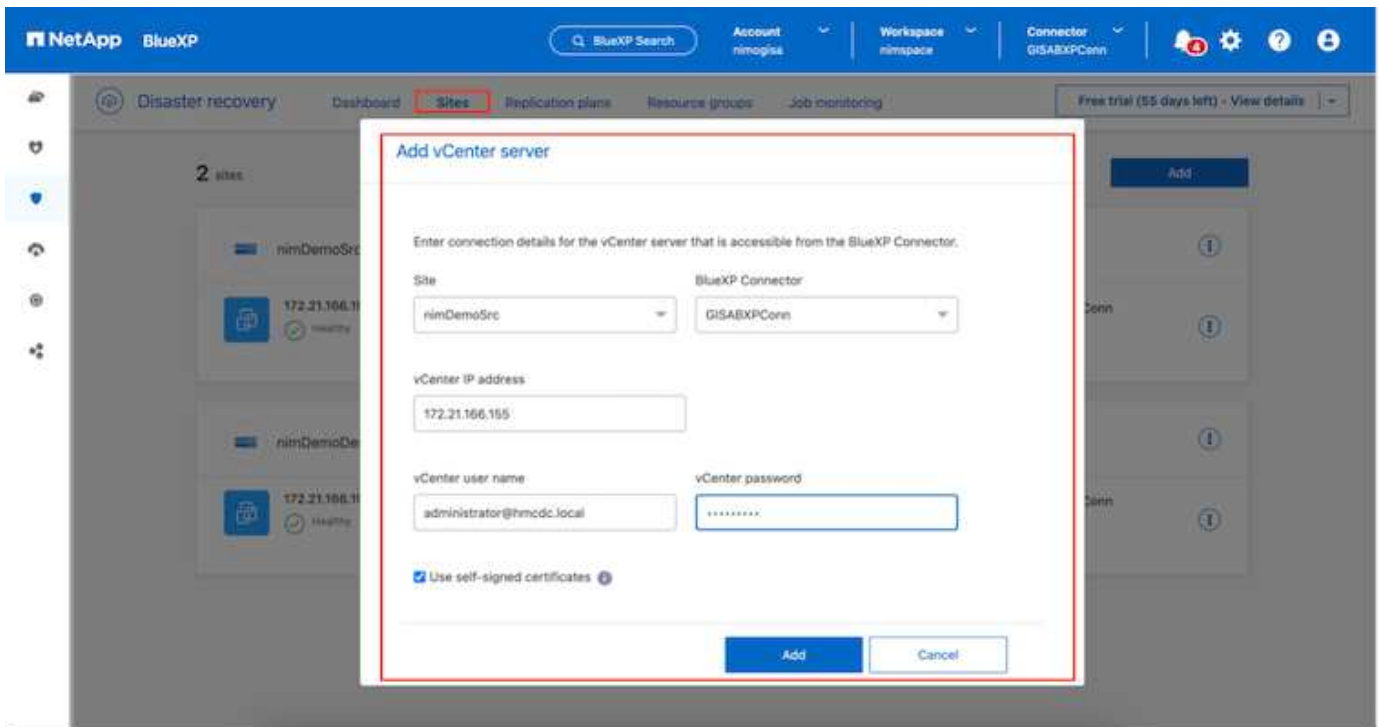 NetApp BlueXP
BlueXP Search
Account
nimogisa
Workspace
nimspace
Connector
GISABXPConn
4
Disaster recovery
Dashboard
Sites
Replication plans
Resource groups
Job monitoring
Free trial (55 days left) - View details
2 sites
Add
Add vCenter server
Enter connection details for the vCenter server that is accessible from the BlueXP Connector.
Site
BlueXP Connector
nimDemoSrc
GISABXPConn
vCenter IP address
172.21.166.155
vCenter user name
vCenter password
administrator@hmcdc.local
•••••••••
Use self-signed certificates
Add
Cancel
nimDemoSrc
172.21.166.1
Healthy
Conn
nimDemoDe
172.21.166.1
Healthy
Conn